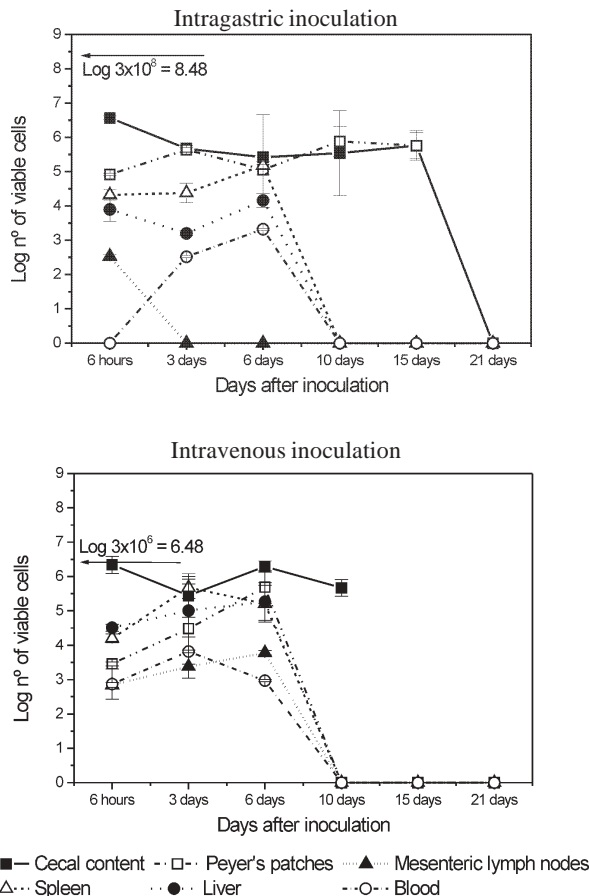 Intragastric inoculation
9
8
7
6
5
4
3
2
1
0
Log 3x10⁸ = 8.48
Log nº of viable cells
6 hours 3 days 6 days 10 days 15 days 21 days
Days after inoculation
Intravenous inoculation
9
8
7
6
5
4
3
2
1
0
Log 3x10⁶ = 6.48
Log nº of viable cells
6 hours 3 days 6 days 10 days 15 days 21 days
Days after inoculation
Cecal content Peyer's patches Mesenteric lymph nodes
Spleen Liver Blood